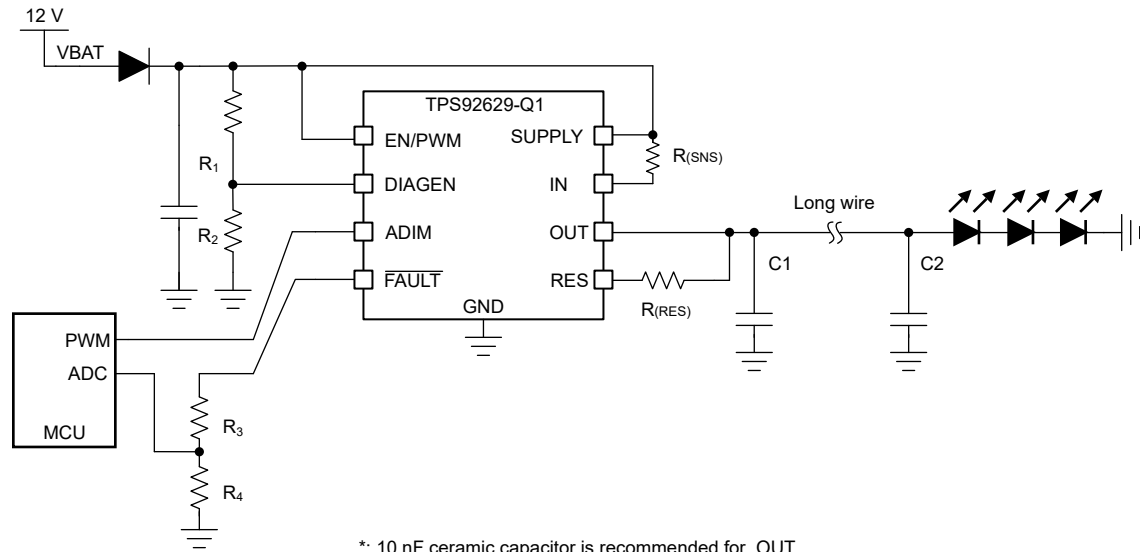 12 V
VBAT
TPS92629-Q1
EN/PWM
SUPPLY
R(SNS)
R1
DIAGEN
IN
Long wire
R2
ADIM
OUT
C1
C2
FAULT
RES
R(RES)
GND
PWM
ADC
MCU
R3
R4
*: 10 nF ceramic capacitor is recommended for OUT